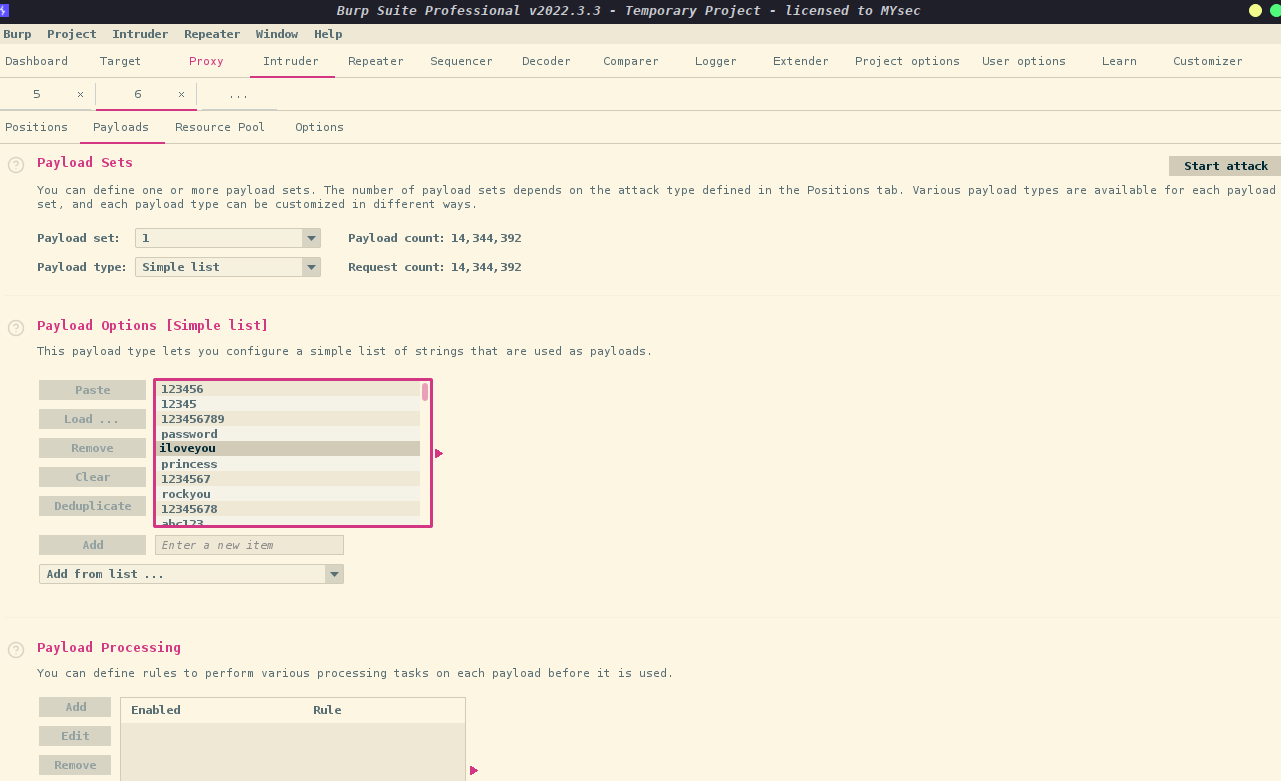 Burp Suite Professional v2022.3.3 - Temporary Project - licensed to MYsec
Burp Project Intruder Repeater Window Help
Dashboard Target Proxy Intruder Repeater Sequencer Decoder Comparer Logger Extender Project options User options Learn Customizer
5 × 6 × ...
Positions Payloads Resource Pool Options
? Payload Sets
Start attack
You can define one or more payload sets. The number of payload sets depends on the attack type defined in the Positions tab. Various payload types are available for each payload
set, and each payload type can be customized in different ways.
Payload set: 1 Payload count: 14,344,392
Payload type: Simple list Request count: 14,344,392
? Payload Options [Simple list]
This payload type lets you configure a simple list of strings that are used as payloads.
Paste
Load ...
Remove
Clear
Deduplicate
123456
12345
123456789
password
iloveyou
princess
1234567
rockyou
12345678
abc123
Add Enter a new item
Add from list ...
? Payload Processing
You can define rules to perform various processing tasks on each payload before it is used.
Add
Edit
Remove
Enabled Rule